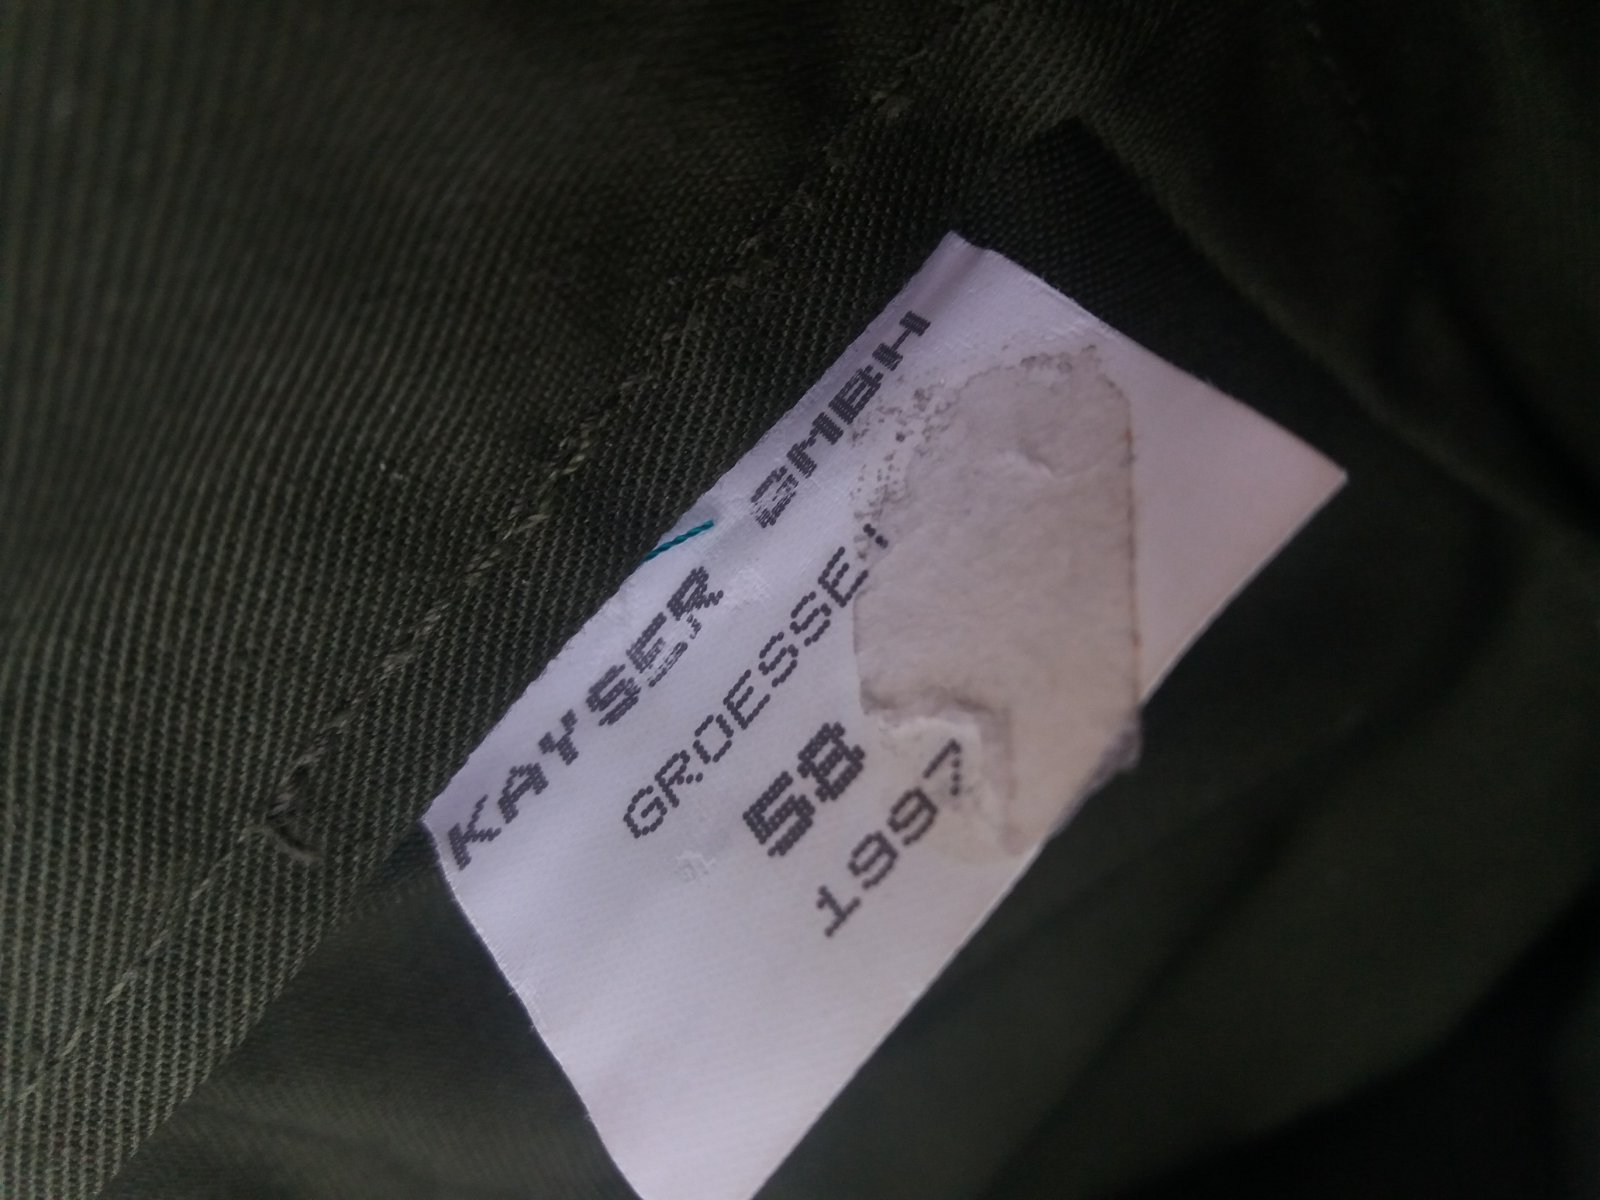 KAYSER GMBH
GROESSE:
58
1997